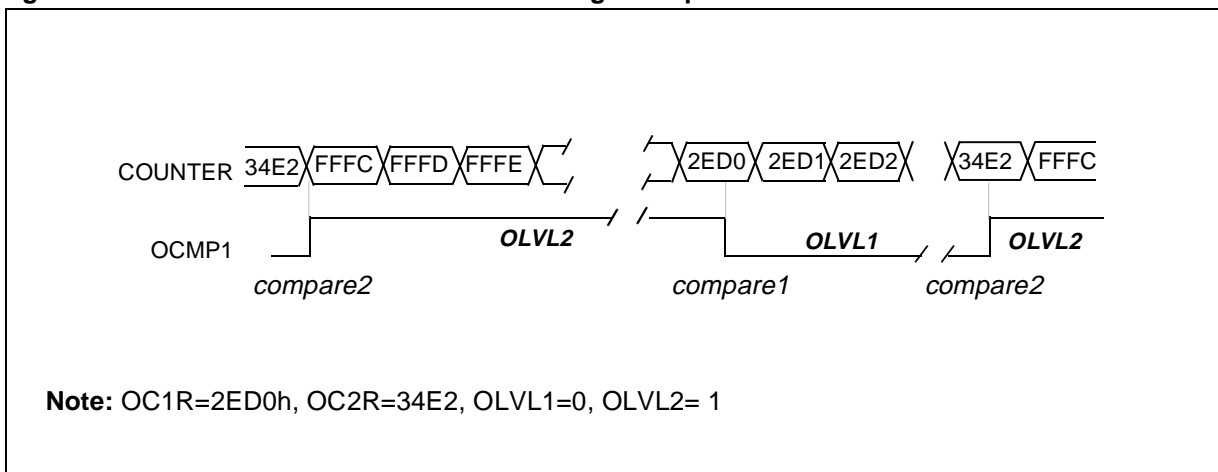 COUNTER 34E2 FFFC FFFD FFFE 2ED0 2ED1 2ED2 34E2 FFFC
OCMP1 OLVL2 OLVL1 OLVL2
compare2 compare1 compare2
Note: OC1R=2ED0h, OC2R=34E2, OLVL1=0, OLVL2= 1